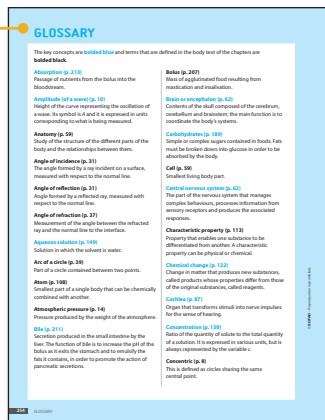 GLOSSARY
The key concepts are bolded blue and terms that are defined in the body text of the chapters are
bolded black.
Absorption (p. 213)
Passage of nutrients from the bolus into the
bloodstream.
Amplitude (of a wave) (p. 10)
Height of the curve representing the oscillation of
a wave. Its symbol is A and it is expressed in units
corresponding to what is being measured.
Anatomy (p. 59)
Study of the structure of the different parts of the
body and the relationships between them.
Angle of incidence (p. 31)
The angle formed by a ray incident on a surface,
measured with respect to the normal line.
Angle of reflection (p. 31)
Angle formed by a reflected ray, measured with
respect to the normal line.
Angle of refraction (p. 37)
Measurement of the angle between the refracted
ray and the normal line to the interface.
Aqueous solution (p. 149)
Solution in which the solvent is water.
Arc of a circle (p. 39)
Part of a circle contained between two points.
Atom (p. 108)
Smallest part of a single body that can be chemically
combined with another.
Atmospheric pressure (p. 14)
Pressure produced by the weight of the atmosphere.
Bile (p. 211)
Secretion produced in the small intestine by the
liver. The function of bile is to increase the pH of the
bolus as it exits the stomach and to emulsify the
fats it contains, in order to promote the action of
pancreatic secretions.
Bolus (p. 207)
Mass of agglutinated food resulting from
mastication and insalivation.
Brain or encephalon (p. 62)
Contents of the skull composed of the cerebrum,
cerebellum and brainstem; the main function is to
coordinate the body's systems.
Carbohydrates (p. 189)
Simple or complex sugars contained in foods. Fats
must be broken down into glucose in order to be
absorbed by the body.
Cell (p. 59)
Smallest living body part.
Central nervous system (p. 62)
The part of the nervous system that manages
complex behaviours, processes information from
sensory receptors and produces the associated
responses.
Characteristic property (p. 113)
Property that enables one substance to be
differentiated from another. A characteristic
property can be physical or chemical.
Chemical change (p. 122)
Change in matter that produces new substances,
called products whose properties differ from those
of the original substances, called reagents.
Cochlea (p. 87)
Organ that transforms stimuli into nerve impulses
for the sense of hearing.
Concentration (p. 150)
Ratio of the quantity of solute to the total quantity
of a solution. It is expressed in various units, but is
always represented by the variable c.
Concentric (p. 8)
This is defined as circles sharing the same
central point.
254 GLOSSARY